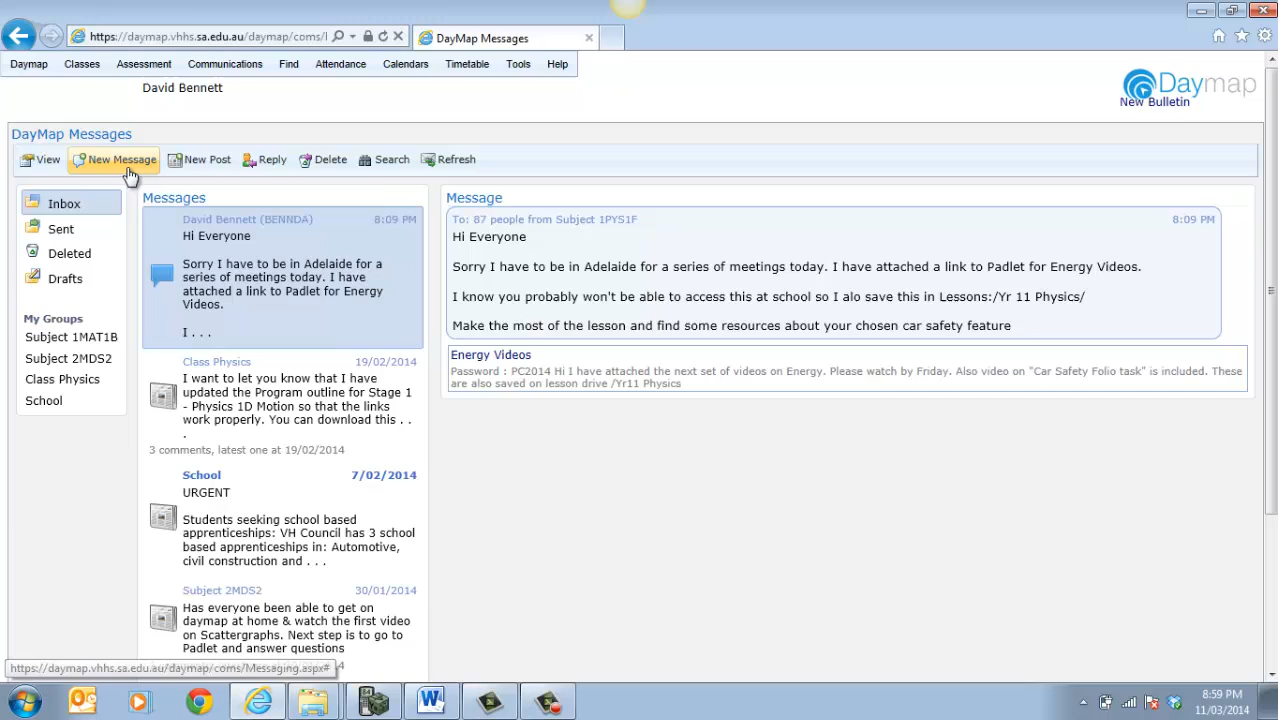 https://daymap.vhhs.sa.edu.au/daymap/coms/l
DayMap Messages
Daymap Classes Assessment Communications Find Attendance Calendars Timetable Tools Help
David Bennett
Daymap
New Bulletin
DayMap Messages
View New Message New Post Reply Delete Search Refresh
Inbox
Sent
Deleted
Drafts
My Groups
Subject 1MAT1B
Subject 2MDS2
Class Physics
School
Messages
David Bennett (BENNDA) 8:09 PM
Hi Everyone
Sorry I have to be in Adelaide for a
series of meetings today. I have
attached a link to Padlet for Energy
Videos.
I . . .
Class Physics 19/02/2014
I want to let you know that I have
updated the Program outline for Stage 1
- Physics 1D Motion so that the links
work properly. You can download this . .
.
3 comments, latest one at 19/02/2014
School 7/02/2014
URGENT
Students seeking school based
apprenticeships: VH Council has 3 school
based apprenticeships in: Automotive,
civil construction and . . .
Subject 2MDS2 30/01/2014
Has everyone been able to get on
daymap at home & watch the first video
on Scattergraphs. Next step is to go to
Padlet and answer questions
Message
To: 87 people from Subject 1PYS1F 8:09 PM
Hi Everyone
Sorry I have to be in Adelaide for a series of meetings today. I have attached a link to Padlet for Energy Videos.
I know you probably won't be able to access this at school so I alo save this in Lessons:/Yr 11 Physics/
Make the most of the lesson and find some resources about your chosen car safety feature
Energy Videos
Password : PC2014 Hi I have attached the next set of videos on Energy. Please watch by Friday. Also video on "Car Safety Folio task" is included. These
are also saved on lesson drive /Yr11 Physics
https://daymap.vhhs.sa.edu.au/daymap/coms/Messaging.aspx#
8:59 PM
11/03/2014